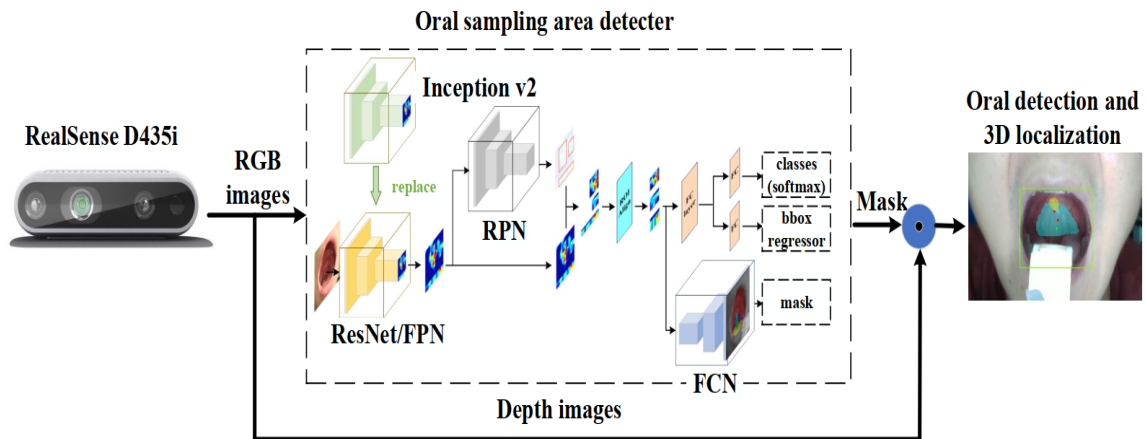 Oral sampling area detecter
RealSense D435i
RGB
images
Inception v2
replace
RPN
ResNet/FPN
classes
(softmax)
bbox
regressor
mask
FCN
Depth images
Mask
Oral detection and
3D localization